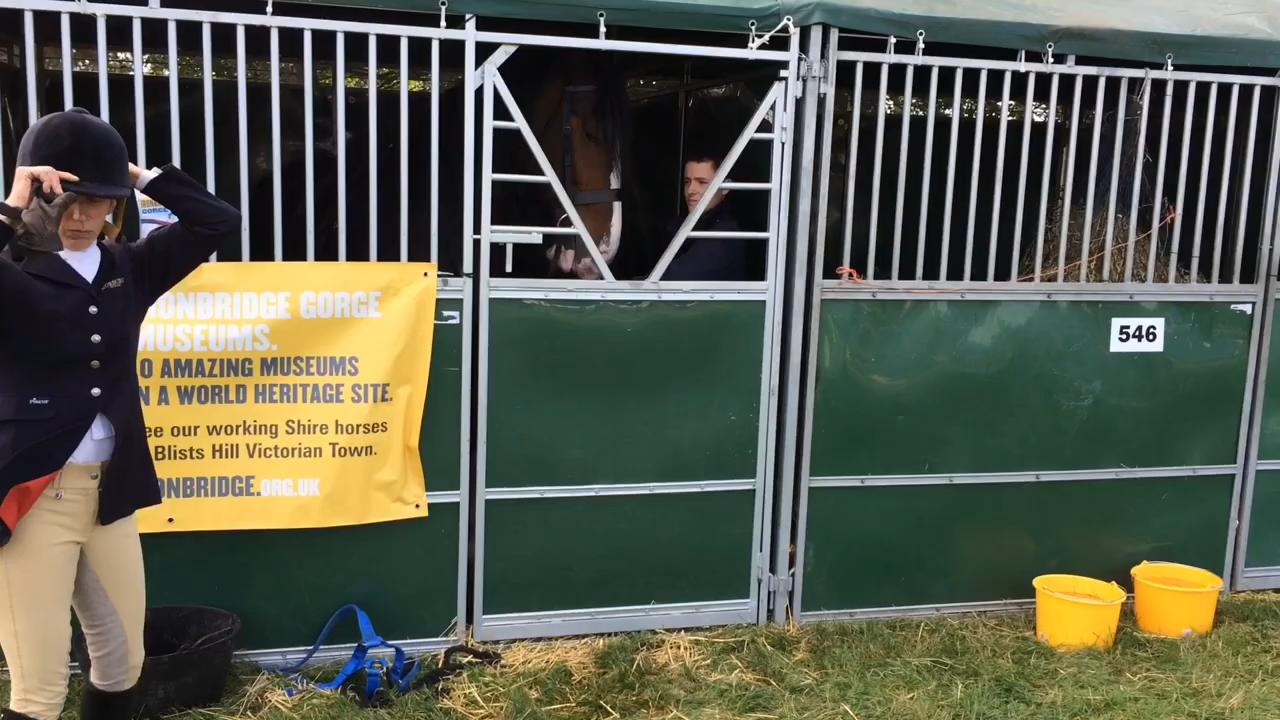 ONBRIDGE GORGE
MUSEUMS.
0 AMAZING MUSEUMS
N A WORLD HERITAGE SITE.
ee our working Shire horses
Blists Hill Victorian Town.
ONBRIDGE.ORG.UK
546
GORGE